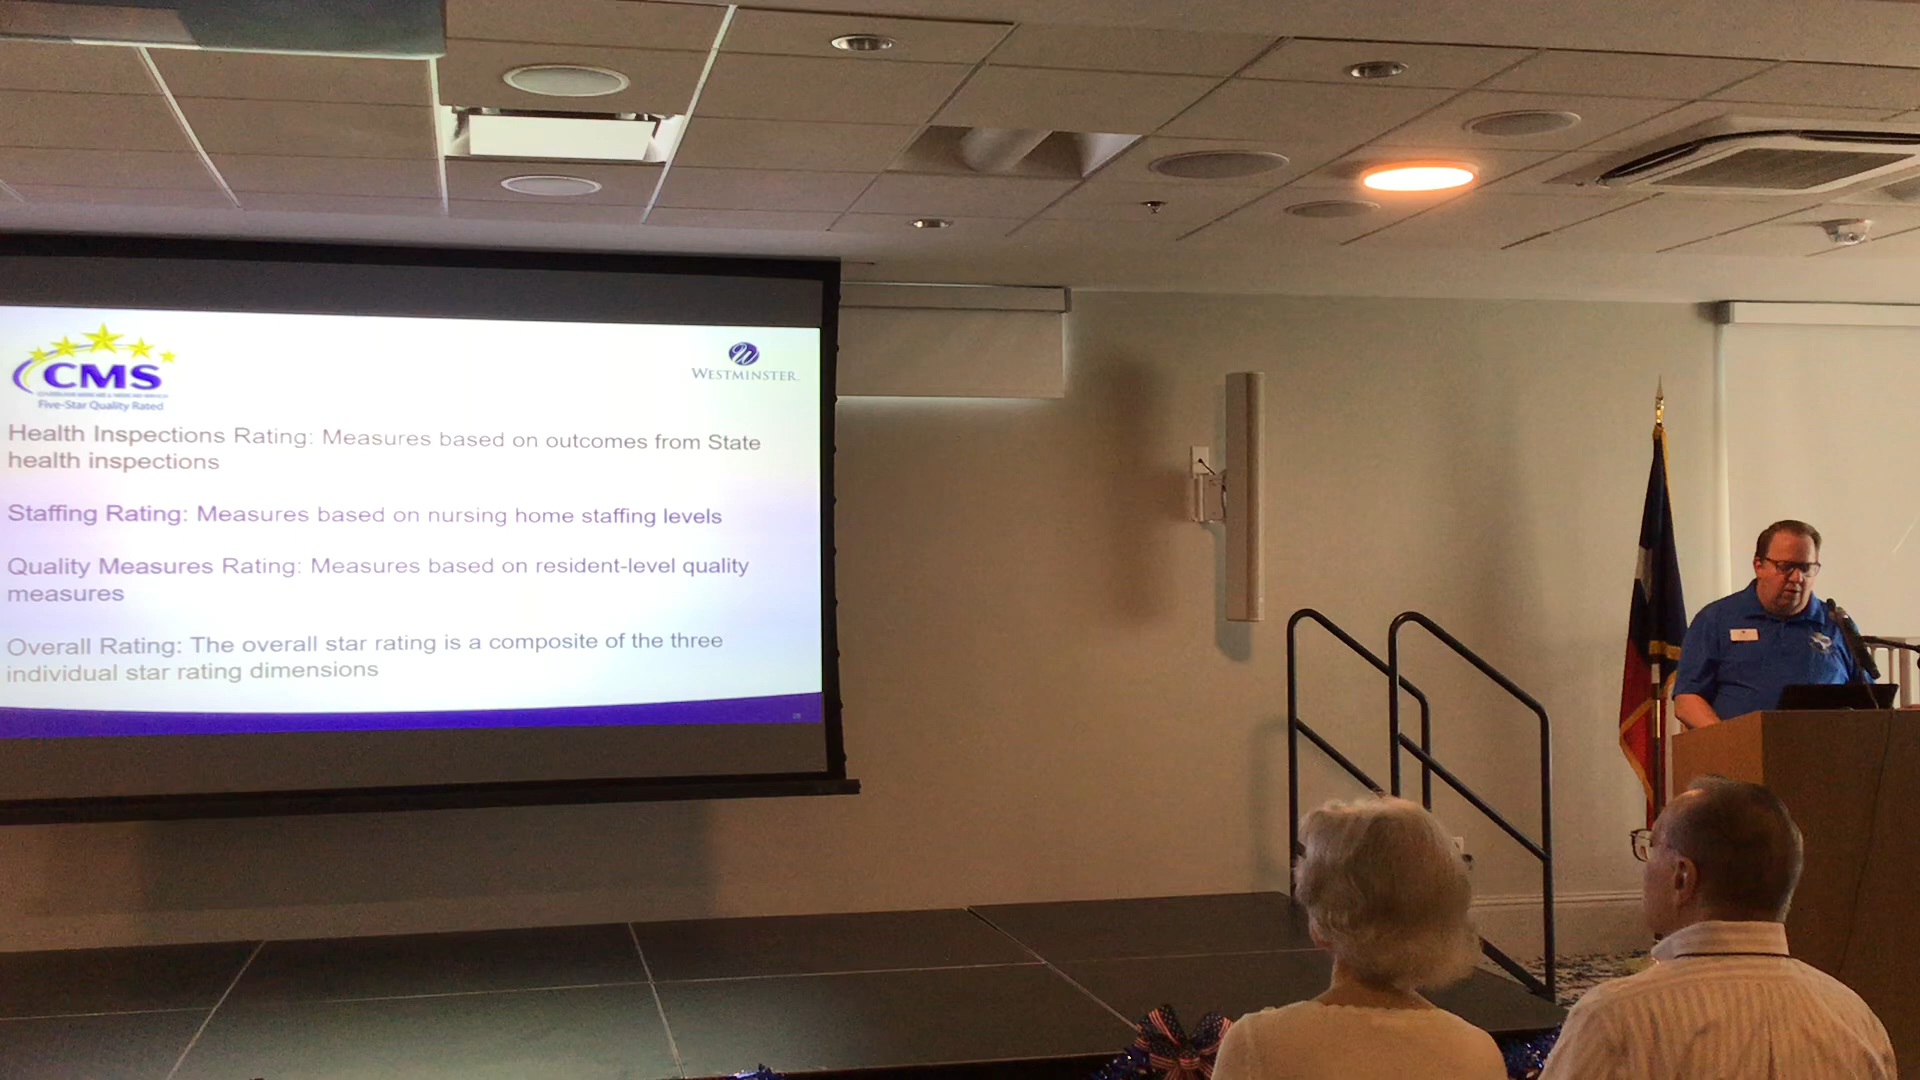 CMS
Five-Star Quality Rated
WESTMINSTER
Health Inspections Rating: Measures based on outcomes from State
health inspections
Staffing Rating: Measures based on nursing home staffing levels
Quality Measures Rating: Measures based on resident-level quality
measures
Overall Rating: The overall star rating is a composite of the three
individual star rating dimensions